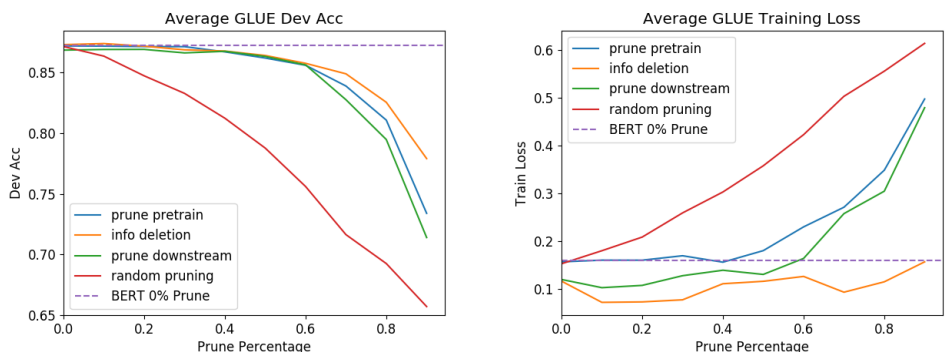 Average GLUE Dev Acc
Dev Acc
0.85
0.80
0.75
0.70
0.65
prune pretrain
info deletion
prune downstream
random pruning
BERT 0% Prune
0.0 0.2 0.4 0.6 0.8
Prune Percentage
Average GLUE Training Loss
Train Loss
0.6
0.5
0.4
0.3
0.2
0.1
prune pretrain
info deletion
prune downstream
random pruning
BERT 0% Prune
0.0 0.2 0.4 0.6 0.8
Prune Percentage